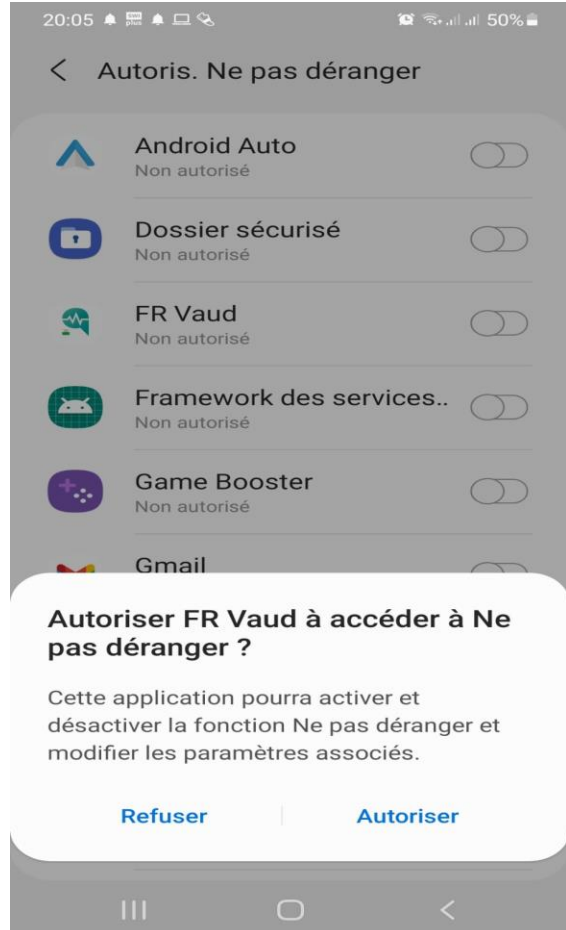 20:05 50%
Autoris. Ne pas déranger
Android Auto
Non autorisé
Dossier sécurisé
Non autorisé
FR Vaud
Non autorisé
Framework des services..
Non autorisé
Game Booster
Non autorisé
Gmail
Autoriser FR Vaud à accéder à Ne
pas déranger ?
Cette application pourra activer et
désactiver la fonction Ne pas déranger et
modifier les paramètres associés.
Refuser Autoriser